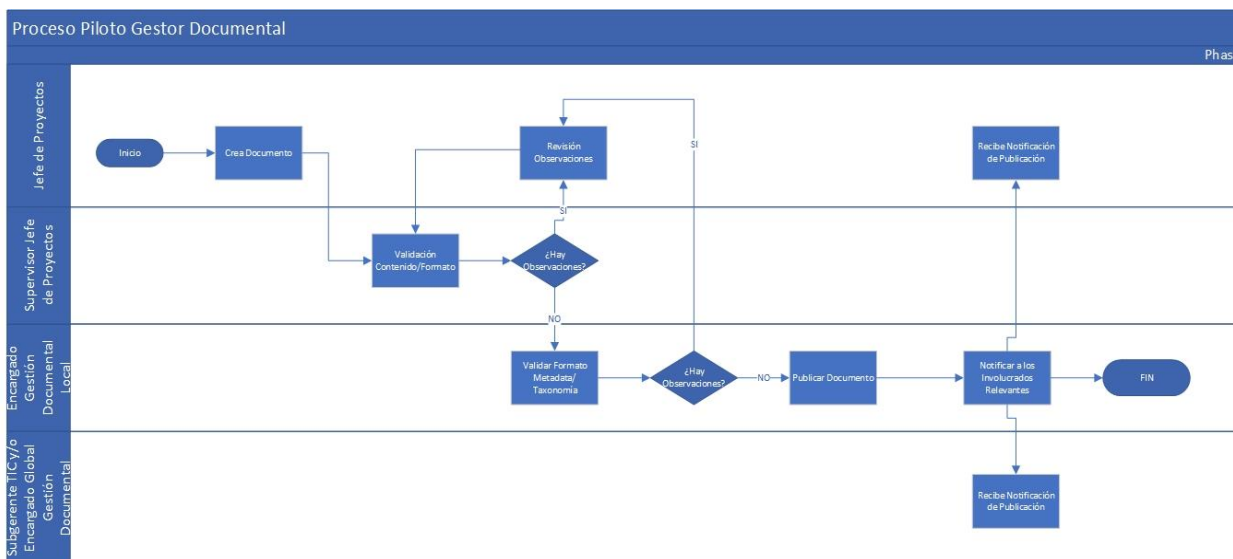 Proceso Piloto Gestor Documental
Phas
Jefe de Proyectos
Inicio
Crea Documento
Revisión
Observaciones
SI
Recibe Notificación
de Publicación
Supervisor Jefe
de Proyectos
Validación
Contenido/Formato
¿Hay
Observaciones?
SI
NO
Encargado
Gestión
Documental
Local
Validar Formato
Metadata/
Taxonomía
¿Hay
Observaciones?
NO
Publicar Documento
Notificar a los
Involucrados
Relevantes
FIN
Subgerente TIC y/o
Encargado Global
Gestión
Documental
Recibe Notificación
de Publicación